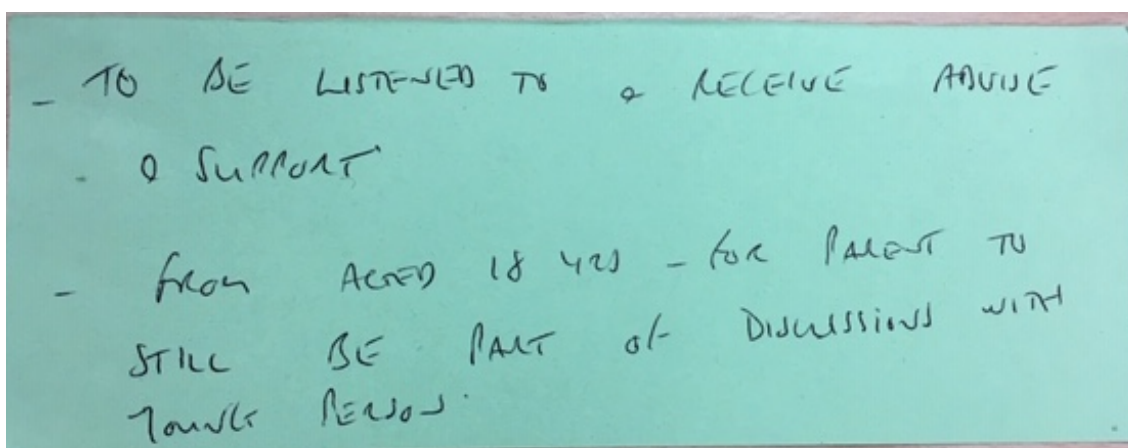 - TO BE LISTENED TO & RECEIVE ADVISE
- & SUPPORT
- FROM AGED 18 YRS - FOR PARENT TO
STILL BE PART OF DISCUSSIONS WITH
YOUNG PERSON.